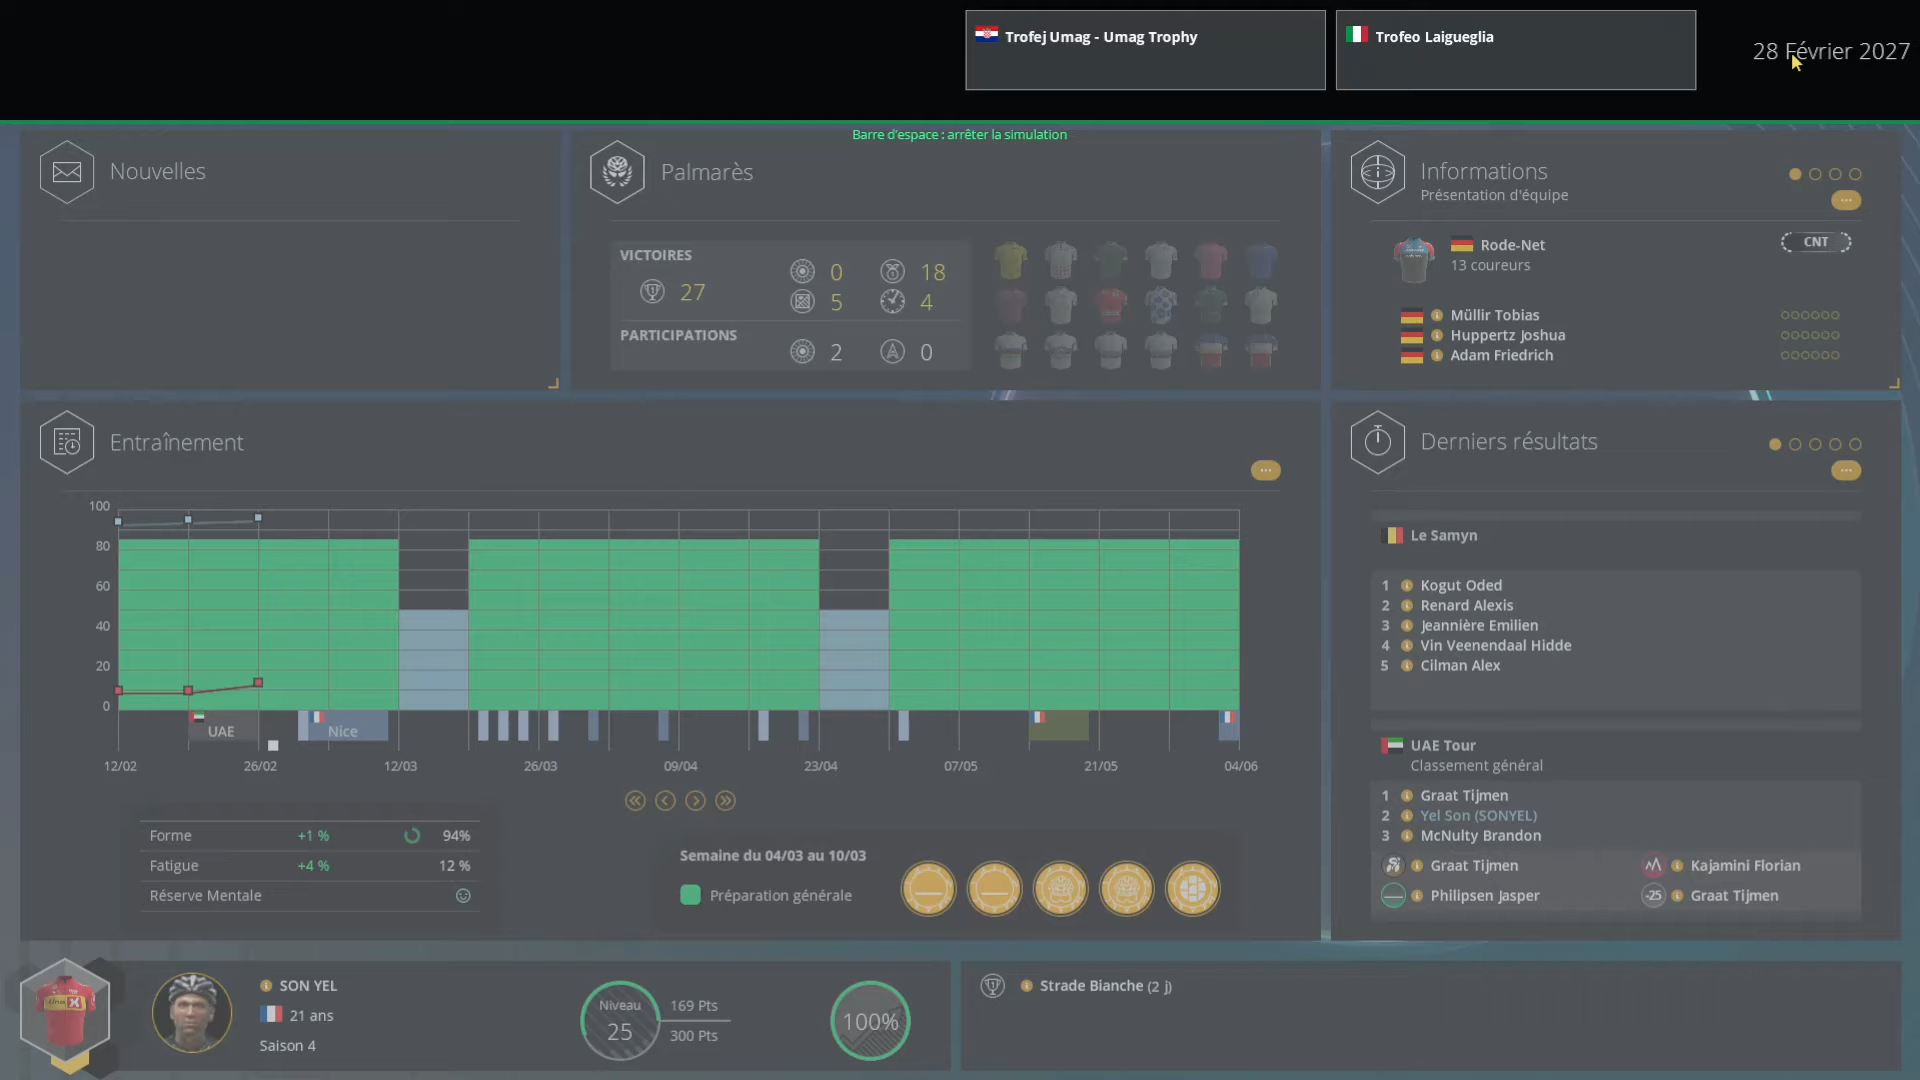 Trofej Umag - Umag Trophy
Trofeo Laigueglia
28 Février 2027
Barre d'espace : arrêter la simulation
Nouvelles
Palmarès
VICTOIRES
27
0
18
5
4
PARTICIPATIONS
2
0
Informations
Présentation d'équipe
Rode-Net
CNT
13 coureurs
Müllir Tobias
Huppertz Joshua
Adam Friedrich
Entraînement
100
80
60
40
20
0
UAE
Nice
12/02
26/02
12/03
26/03
09/04
23/04
07/05
21/05
04/06
Forme +1 % 94%
Fatigue +4 % 12 %
Réserve Mentale
Semaine du 04/03 au 10/03
Préparation générale
Derniers résultats
Le Samyn
1 Kogut Oded
2 Renard Alexis
3 Jeannière Emilien
4 Vin Veenendaal Hidde
5 Cilman Alex
UAE Tour
Classement général
1 Graat Tijmen
2 Yel Son (SONYEL)
3 McNulty Brandon
Graat Tijmen
Kajamini Florian
Philipsen Jasper
-25 Graat Tijmen
SON YEL
21 ans
Saison 4
Niveau
25
169 Pts
300 Pts
100%
Strade Bianche (2 j)